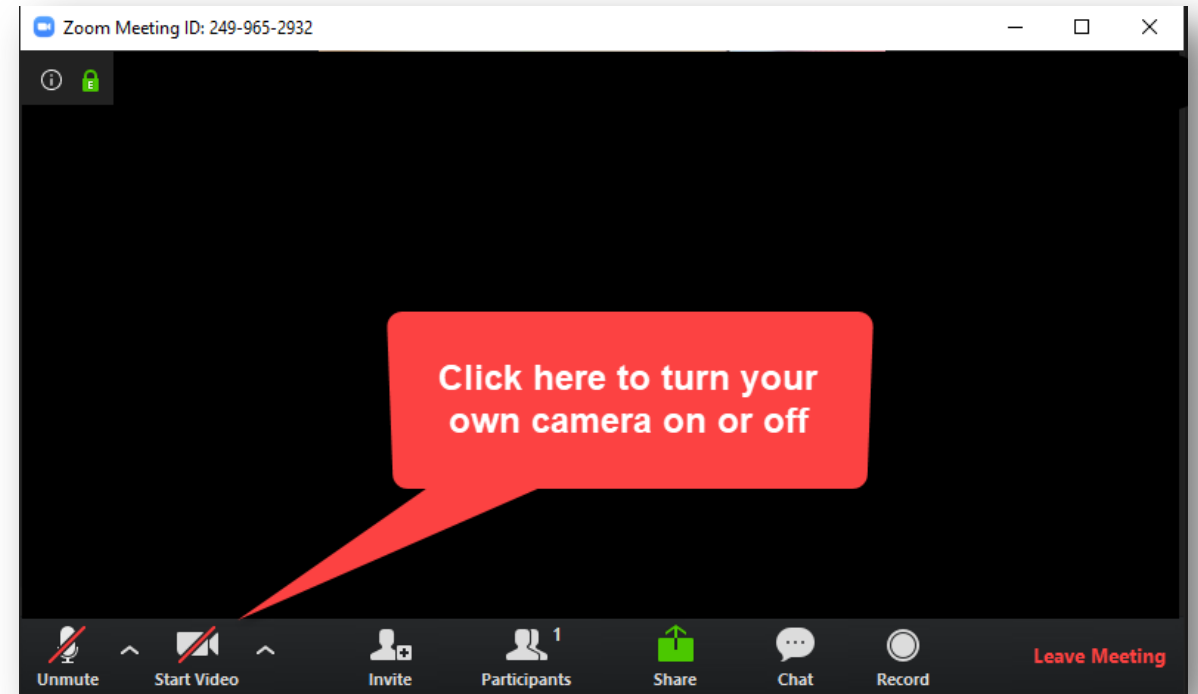 Zoom Meeting ID: 249-965-2932
E
Click here to turn your
own camera on or off
1
Unmute
Start Video
Invite
Participants
Share
Chat
Record
Leave Meeting